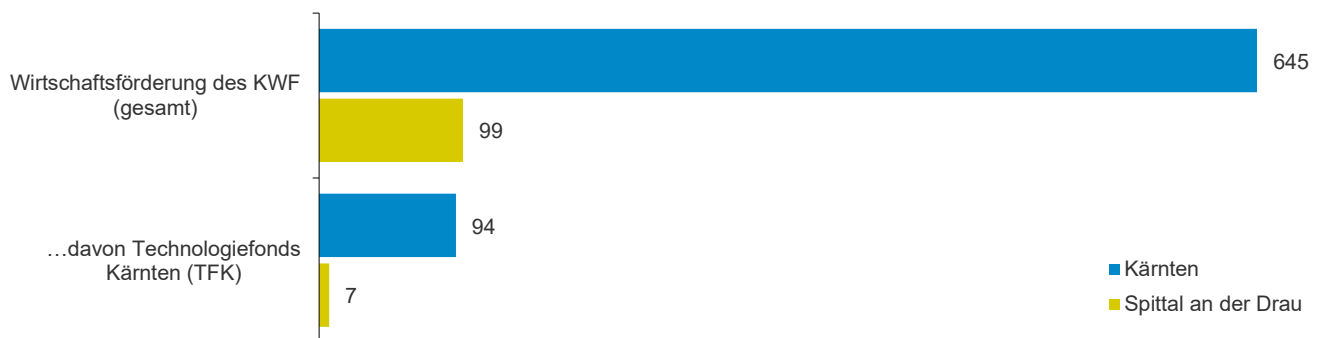 Wirtschaftsförderung des KWF
(gesamt)
645
99
…davon Technologiefonds
Kärnten (TFK)
94
7
Kärnten
Spittal an der Drau